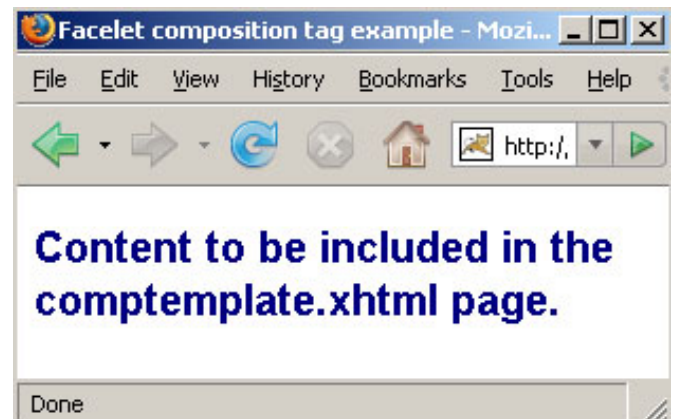 Facelet composition tag example - Mozi...
File Edit View History Bookmarks Tools Help
http:/,
Content to be included in the
comptemplate.xhtml page.
Done